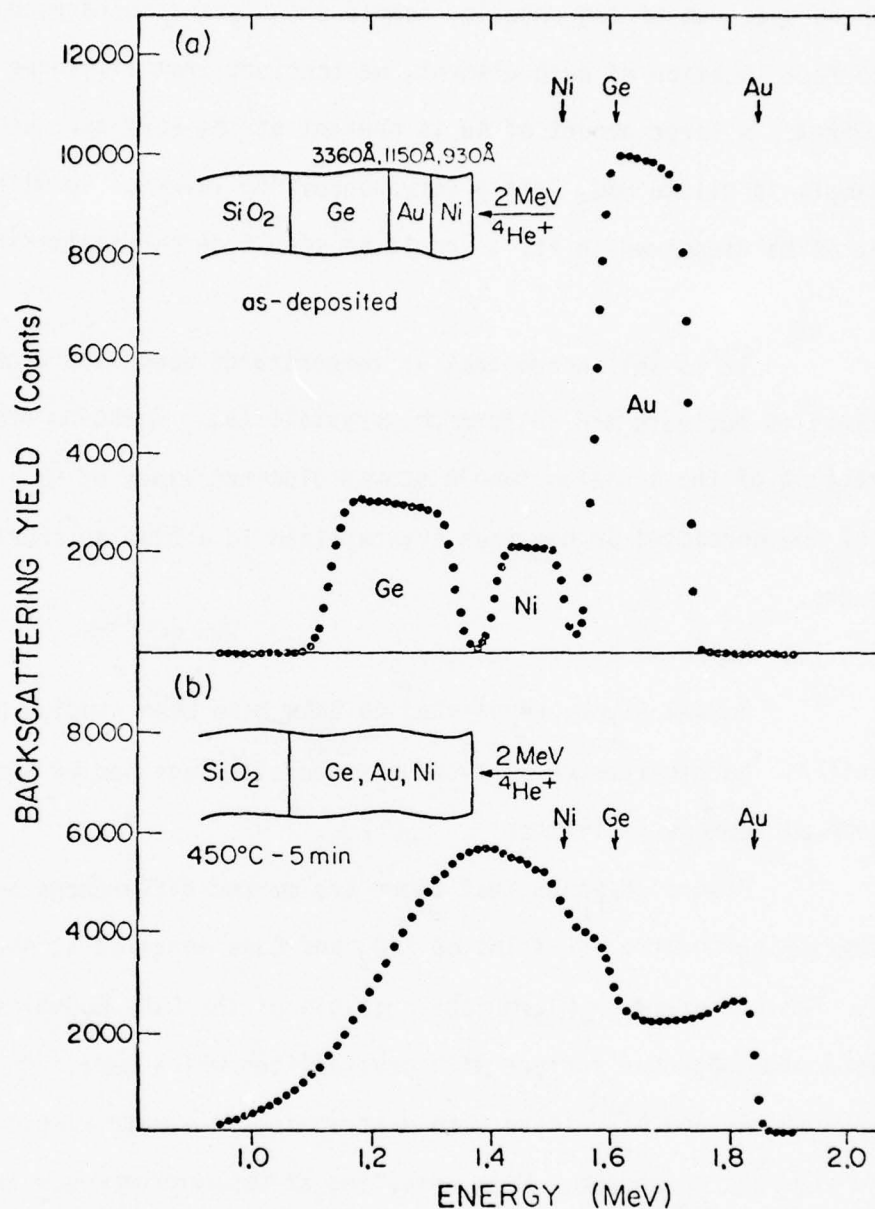 (a)
12000
10000
8000
6000
4000
2000
Ni Ge Au
3360Å, 1150Å, 930Å
SiO2 Ge Au Ni
2 MeV
4He+
as-deposited
Au
Ge
Ni
BACKSCATTERING YIELD (Counts)
(b)
8000
6000
4000
2000
SiO2 Ge, Au, Ni
2 MeV
4He+
Ni Ge Au
450°C – 5 min
1.0 1.2 1.4 1.6 1.8 2.0
ENERGY (MeV)